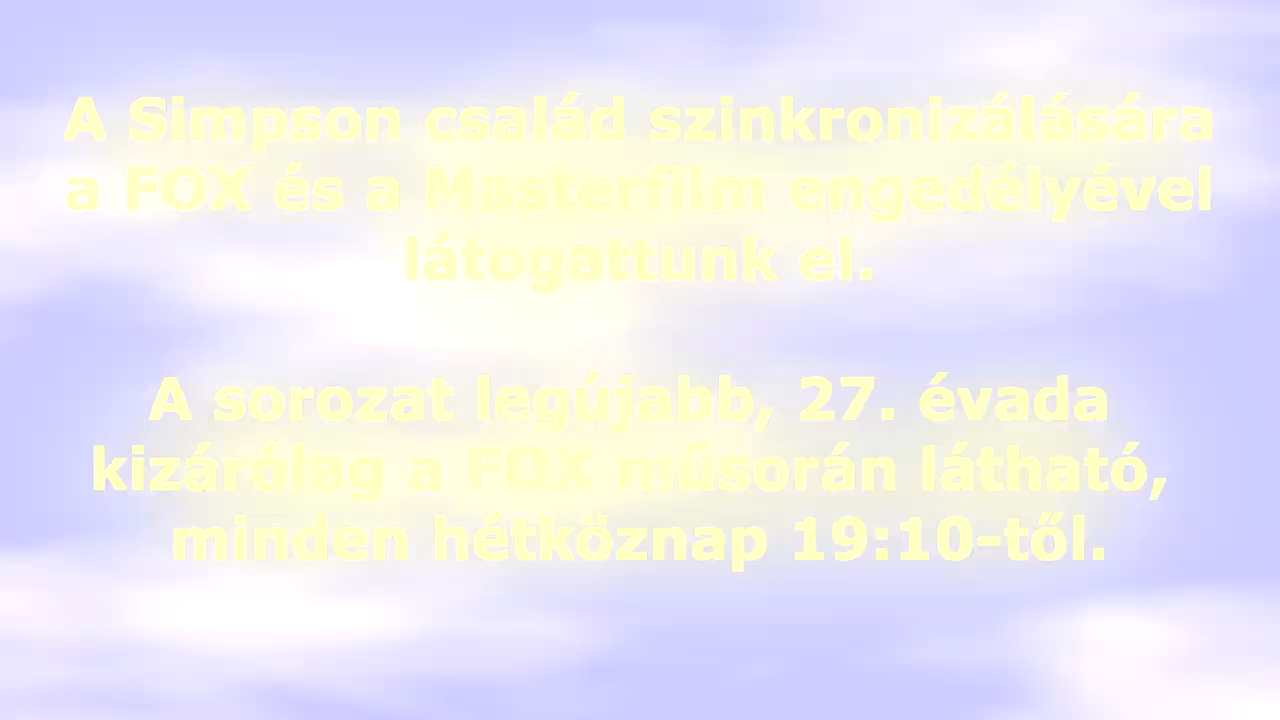 A Simpson család szinkronizálására
a FOX és a Masterfilm engedélyével
látogattunk el.
A sorozat legújabb, 27. évada
kizárólag a FOX műsorán látható,
minden hétköznap 19:10-től.